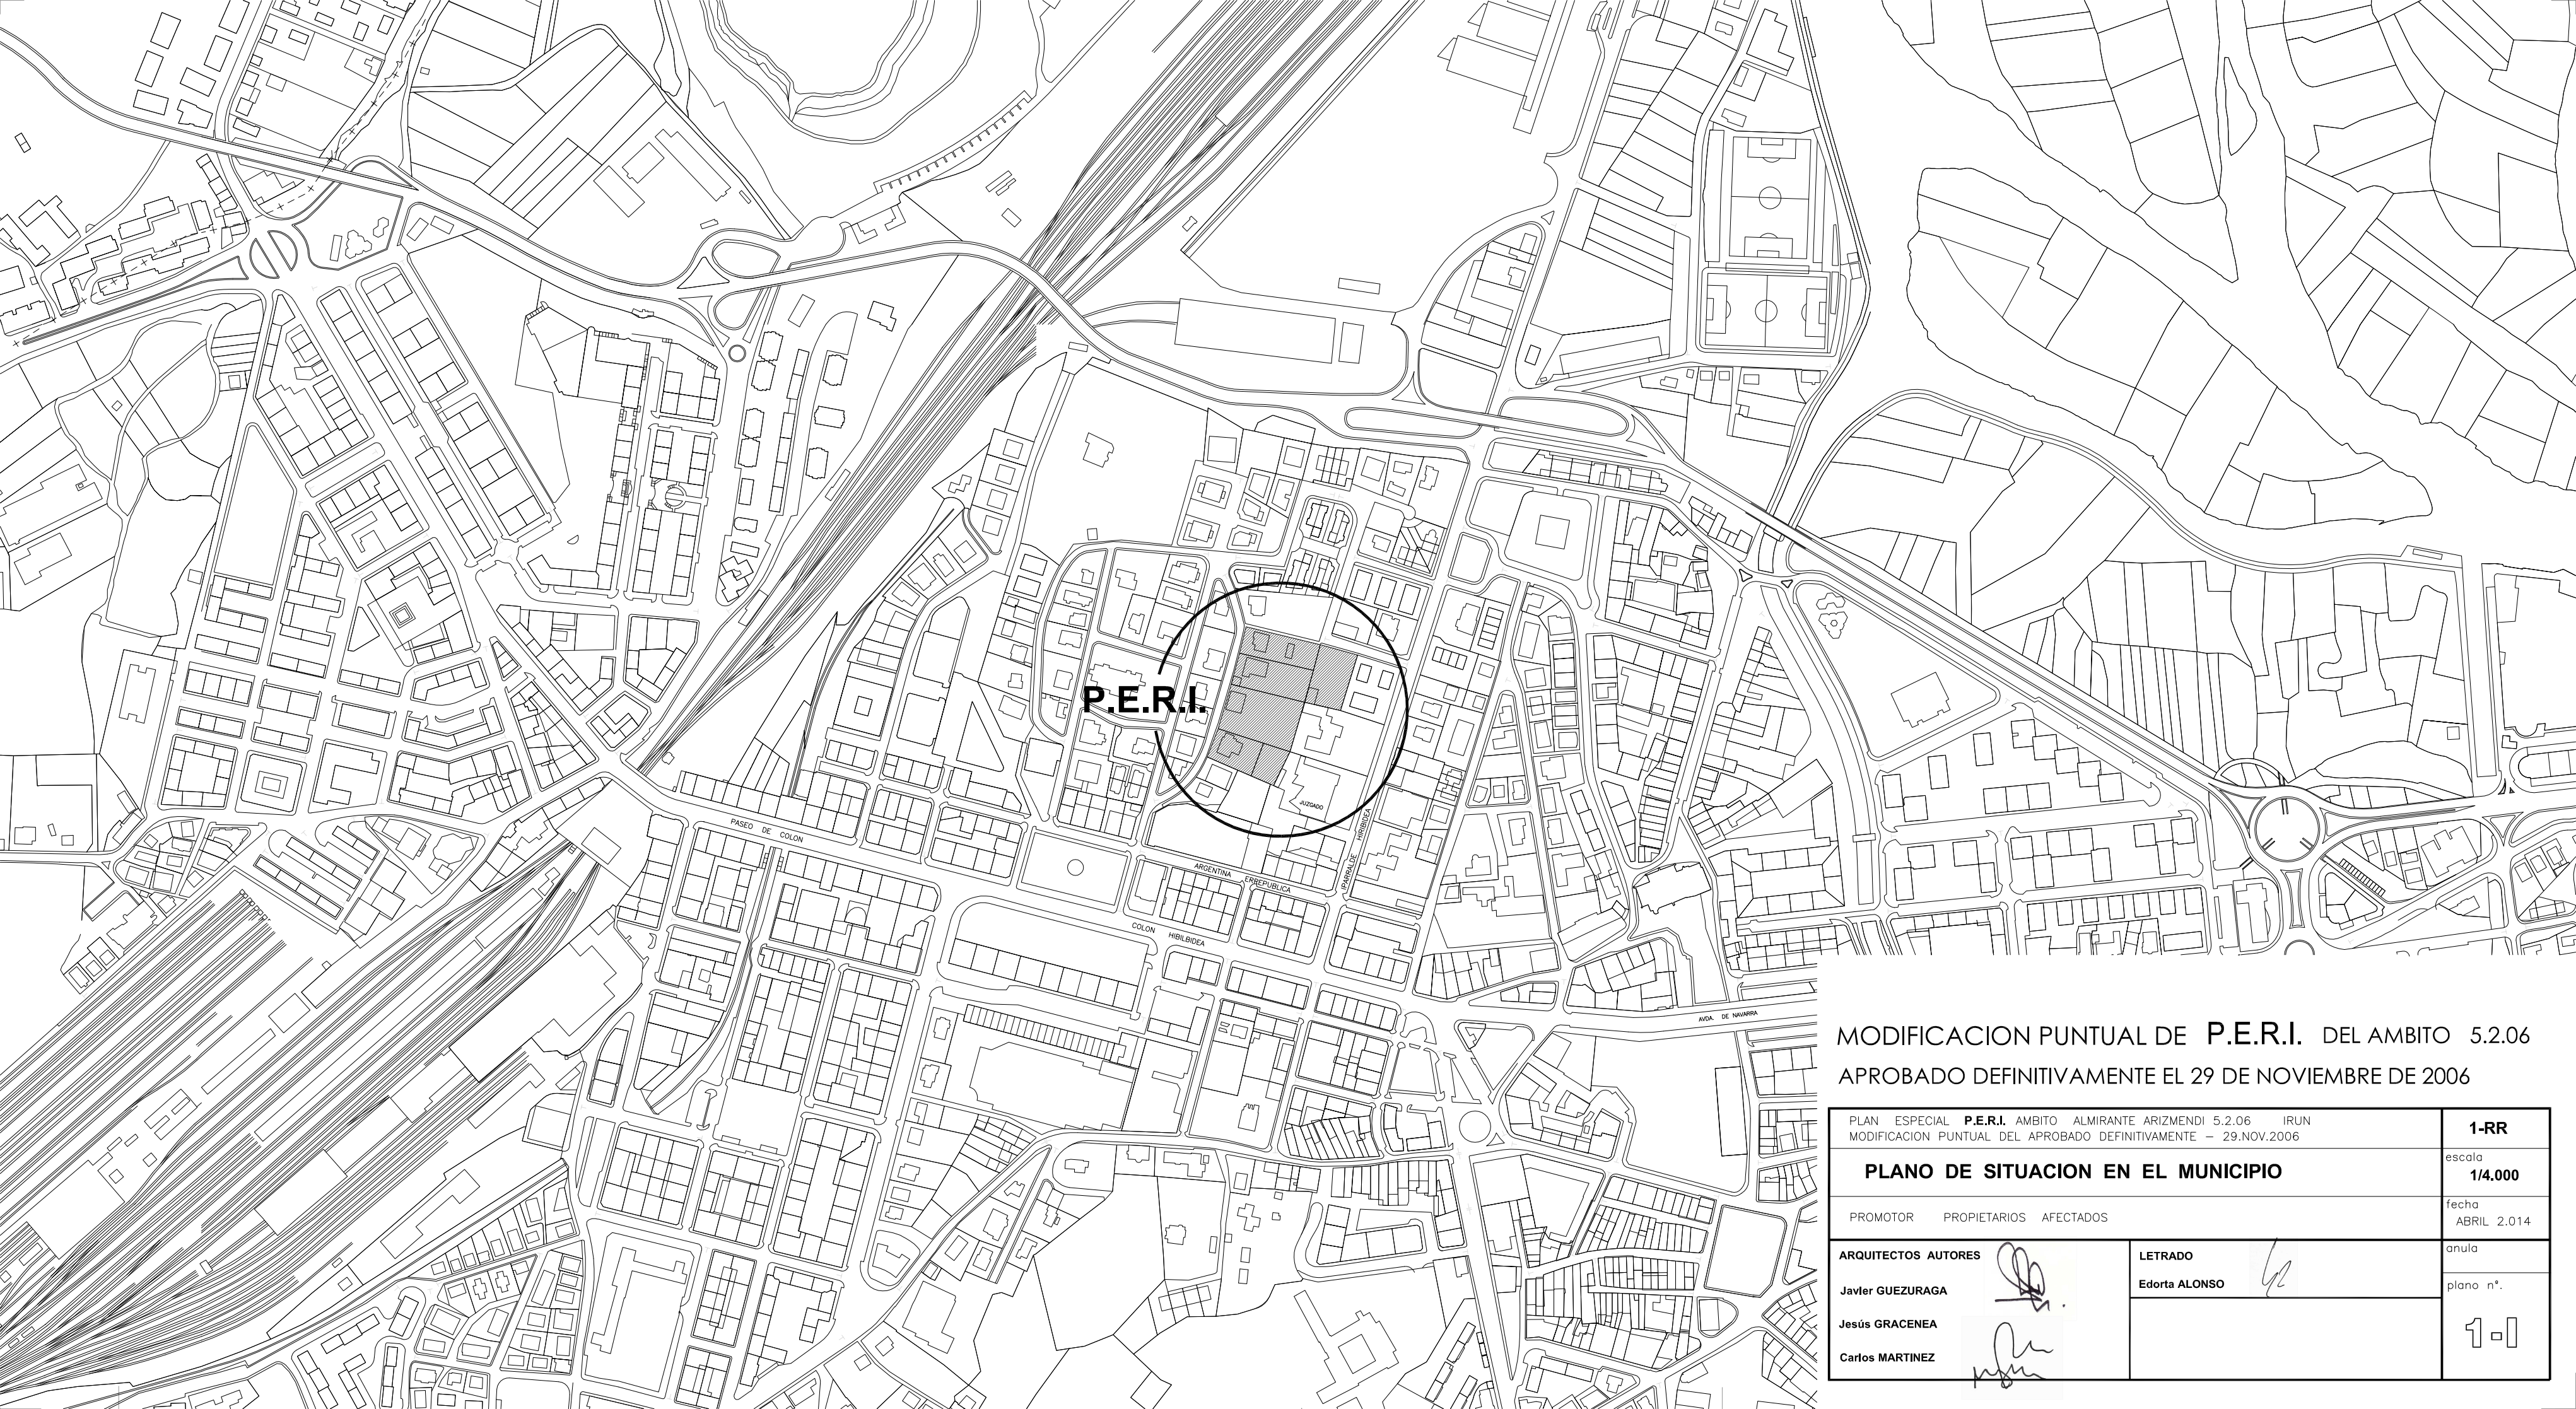 P.E.R.I.
JUZGADO
IPARRALDE HIRIBIDEA
PASEO DE COLON
ARGENTINA ERREPUBLICA
COLON HIBILBIDEA
AVDA. DE NAVARRA
MODIFICACION PUNTUAL DE P.E.R.I. DEL AMBITO 5.2.06
APROBADO DEFINITIVAMENTE EL 29 DE NOVIEMBRE DE 2006
PLAN ESPECIAL P.E.R.I. AMBITO ALMIRANTE ARIZMENDI 5.2.06 IRUN
MODIFICACION PUNTUAL DEL APROBADO DEFINITIVAMENTE - 29.NOV.2006
1-RR
PLANO DE SITUACION EN EL MUNICIPIO
escala
1/4.000
PROMOTOR PROPIETARIOS AFECTADOS
fecha
ABRIL 2.014
ARQUITECTOS AUTORES
Javier GUEZURAGA
Jesús GRACENEA
Carlos MARTINEZ
LETRADO
Edorta ALONSO
anula
plano nº.
1-I